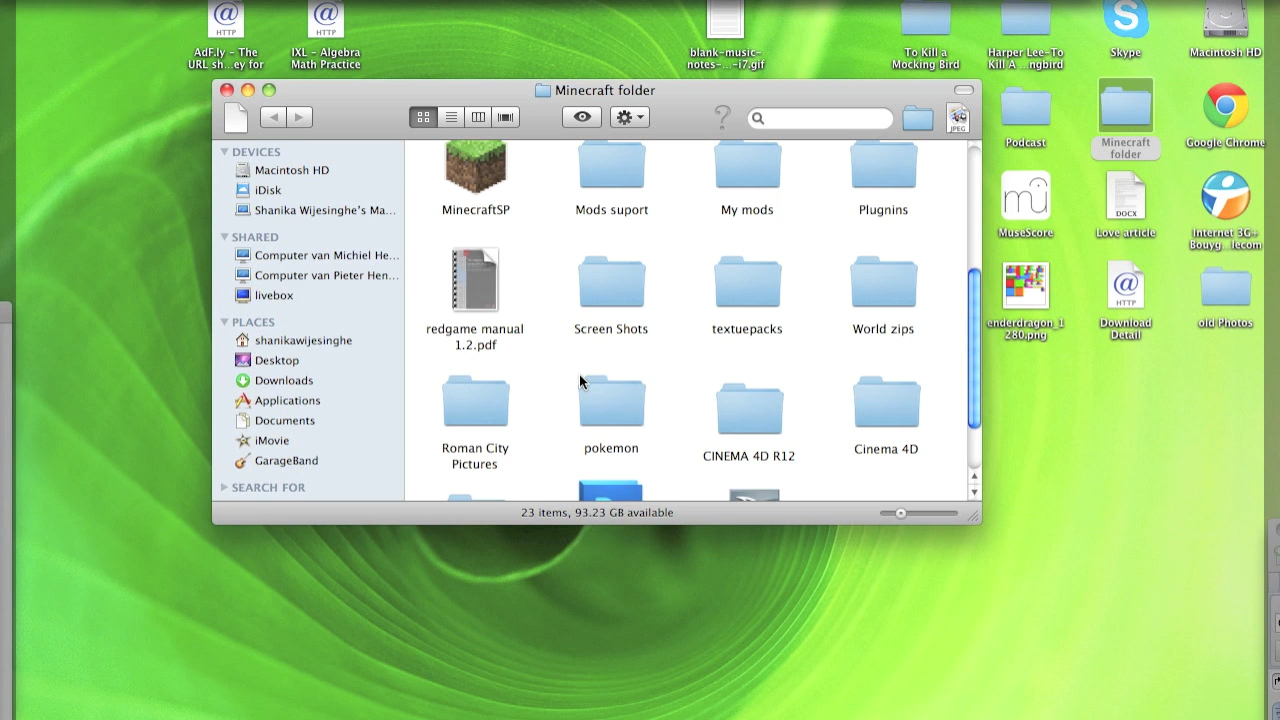 HTTP
HTTP
AdF.ly – The
URL sh...ey for
IXL – Algebra
Math Practice
blank-music-
notes-...-i7.gif
To Kill a
Mocking Bird
Harper Lee-To
Kill A ...ngbird
Skype
Macintosh HD
Minecraft folder
JPEG
DEVICES
Macintosh HD
iDisk
Shanika Wijesinghe's Ma...
SHARED
Computer van Michiel He...
Computer van Pieter Hen...
livebox
PLACES
shanikawijesinghe
Desktop
Downloads
Applications
Documents
iMovie
GarageBand
SEARCH FOR
MinecraftSP
Mods suport
My mods
Plugnins
redgame manual
1.2.pdf
Screen Shots
textuepacks
World zips
Roman City
Pictures
pokemon
CINEMA 4D R12
Cinema 4D
23 items, 93.23 GB available
Podcast
Minecraft
folder
Google Chrome
MuseScore
DOCX
Love article
Internet 3G+
Bouyg...lecom
enderdragon_1
280.png
HTTP
Download
Detail
old Photos